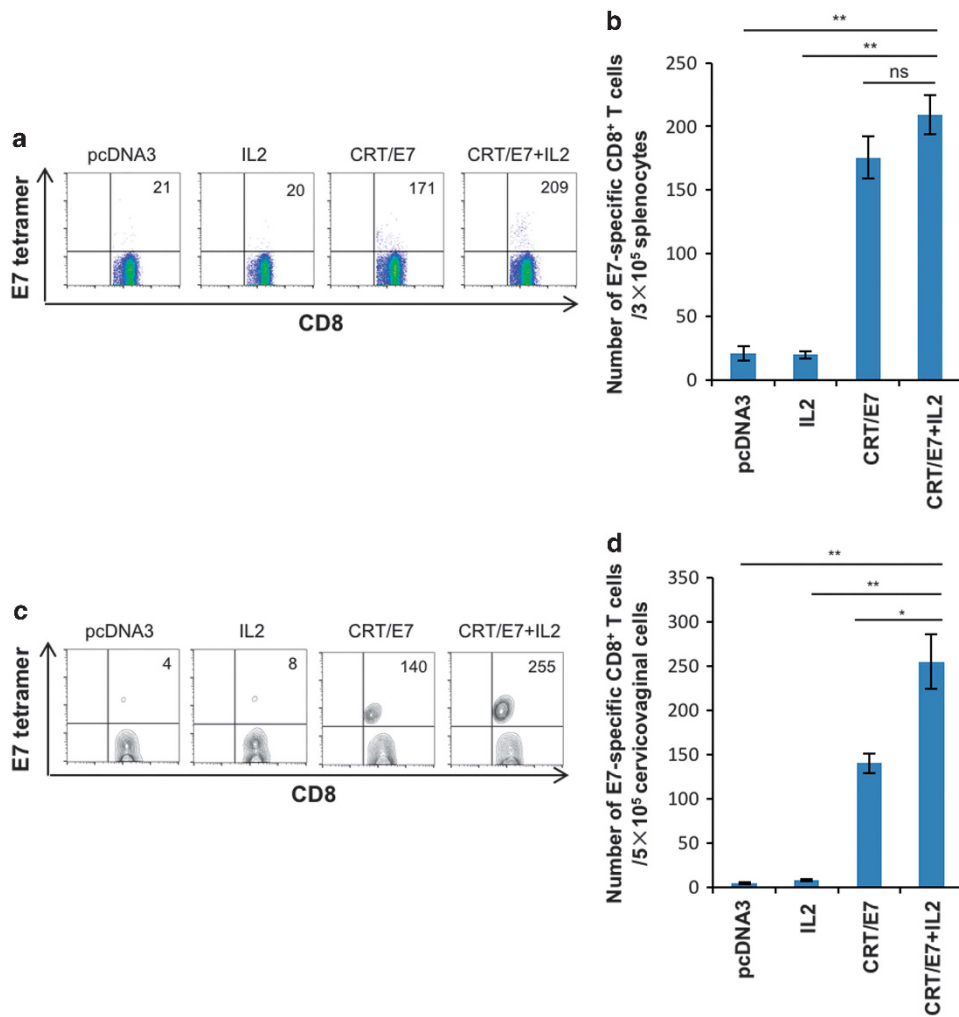 a
pcDNA3 IL2 CRT/E7 CRT/E7+IL2
21 20 171 209
E7 tetramer
CD8
b
** 
**
ns
250
200
150
100
50
0
Number of E7-specific CD8⁺ T cells
/3×10⁵ splenocytes
pcDNA3 IL2 CRT/E7 CRT/E7+IL2
c
pcDNA3 IL2 CRT/E7 CRT/E7+IL2
4 8 140 255
E7 tetramer
CD8
d
**
**
*
350
300
250
200
150
100
50
0
Number of E7-specific CD8⁺ T cells
/5×10⁵ cervicovaginal cells
pcDNA3 IL2 CRT/E7 CRT/E7+IL2